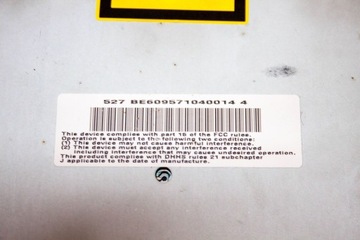 527 BE609571040014 4
This device complies with part 15 of the FCC rules.
Operation is subject to the following two conditions:
(1) This device may not cause harmful interference.
(2) This device must accept any interference received
including interference that may cause undesired operation.
This product complies with DHHS rules 21 subchapter
J applicable to the date of manufacture.